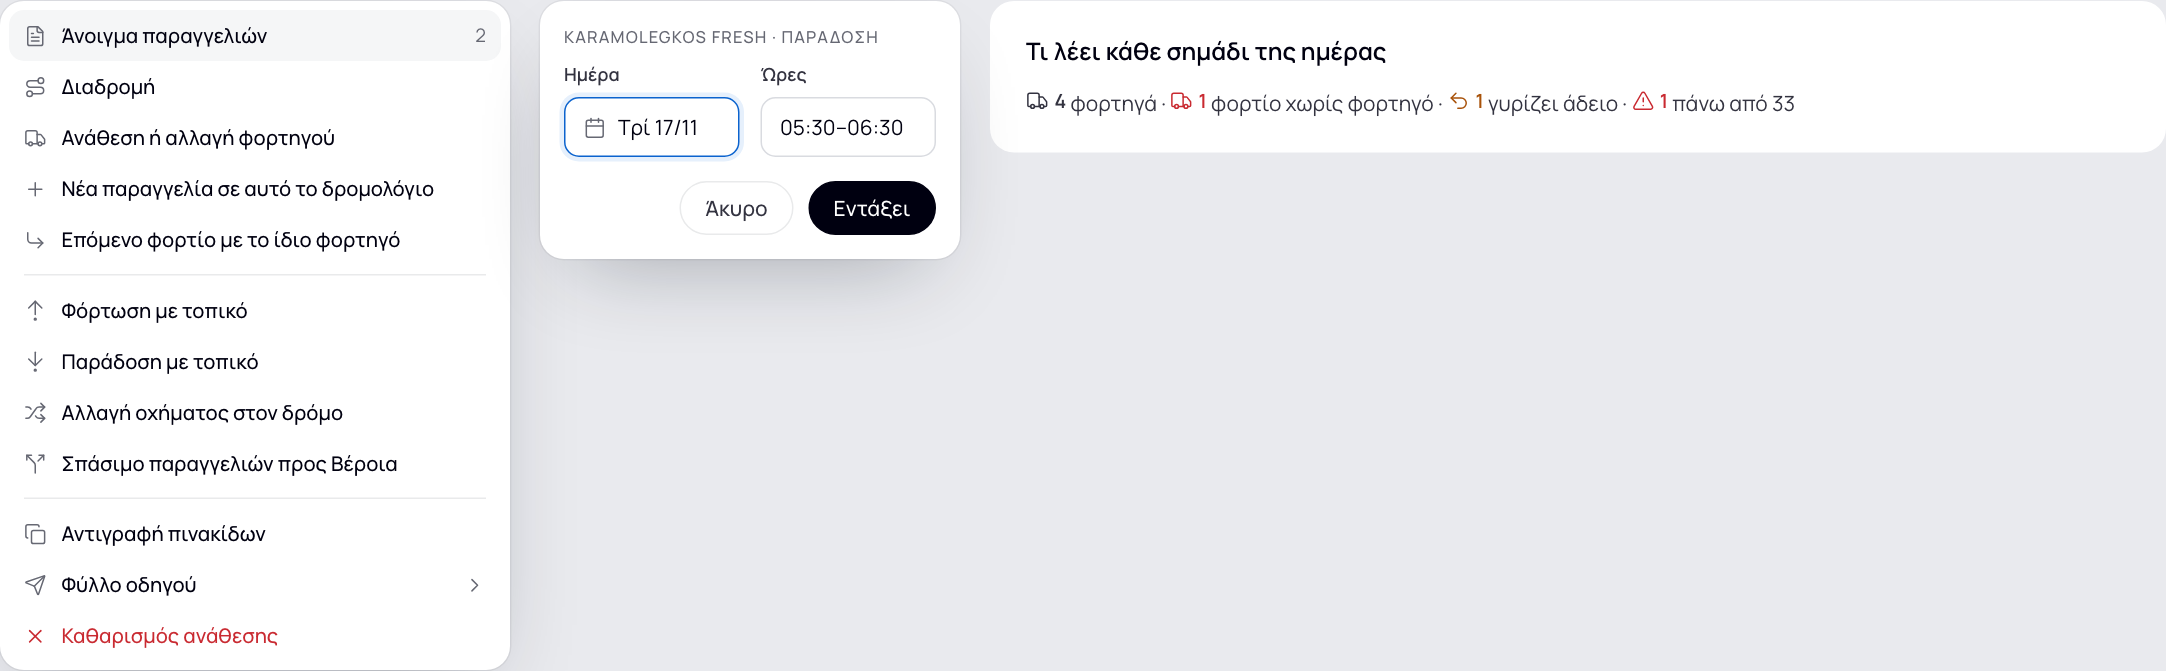 Άνοιγμα παραγγελιών 2
Διαδρομή
Ανάθεση ή αλλαγή φορτηγού
Νέα παραγγελία σε αυτό το δρομολόγιο
Επόμενο φορτίο με το ίδιο φορτηγό
Φόρτωση με τοπικό
Παράδοση με τοπικό
Αλλαγή οχήματος στον δρόμο
Σπάσιμο παραγγελιών προς Βέροια
Αντιγραφή πινακίδων
Φύλλο οδηγού
Καθαρισμός ανάθεσης
KARAMOLEGKOS FRESH · ΠΑΡΑΔΟΣΗ
Ημέρα Ώρες
Τρί 17/11 05:30–06:30
Άκυρο Εντάξει
Τι λέει κάθε σημάδι της ημέρας
4 φορτηγά · 1 φορτίο χωρίς φορτηγό · 1 γυρίζει άδειο · 1 πάνω από 33